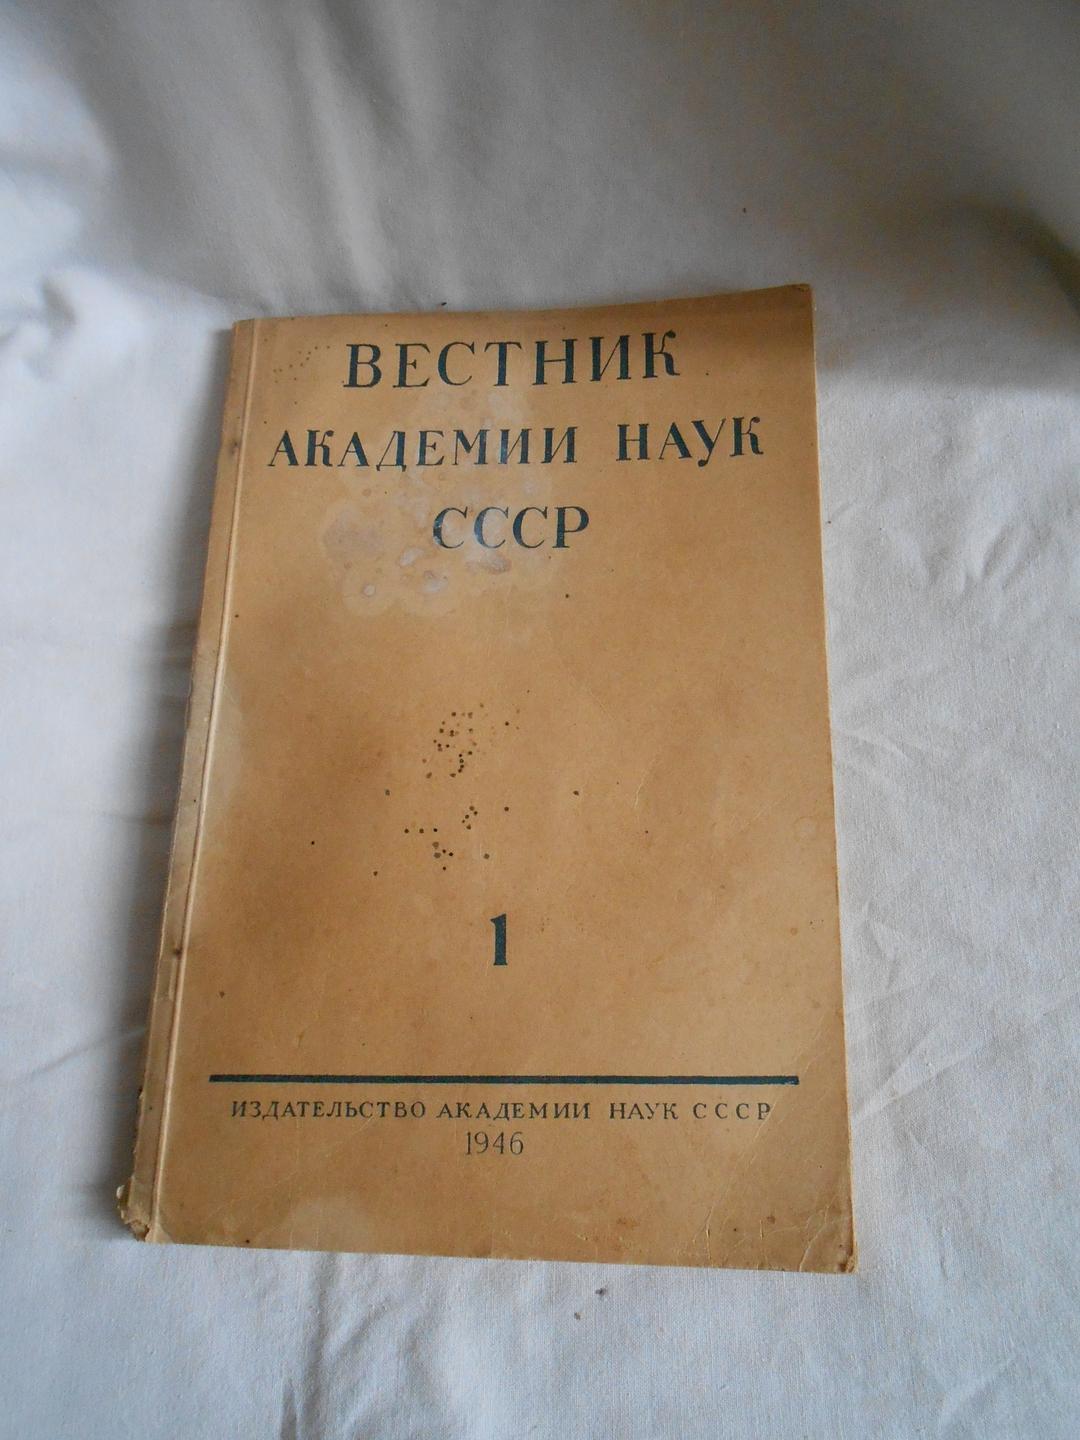 ВЕСТНИК
АКАДЕМИИ НАУК
СССР
1
ИЗДАТЕЛЬСТВО АКАДЕМИИ НАУК СССР
1946